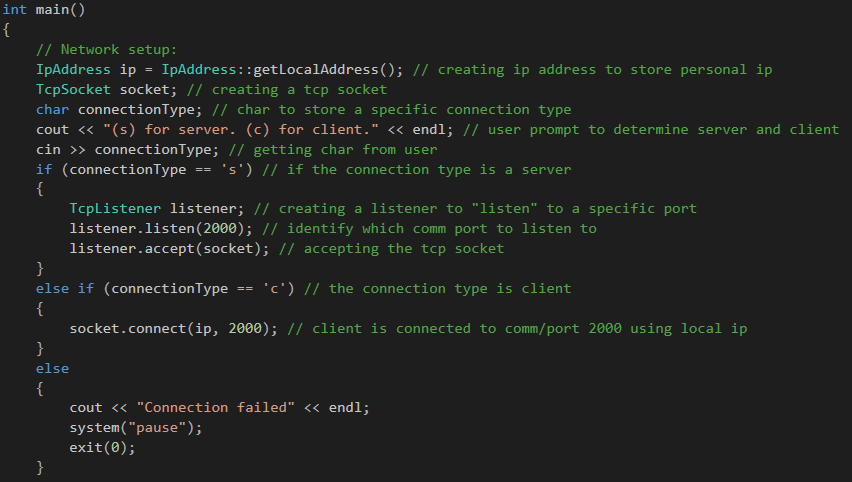 int main()
{
    // Network setup:
    IpAddress ip = IpAddress::getLocalAddress(); // creating ip address to store personal ip
    TcpSocket socket; // creating a tcp socket
    char connectionType; // char to store a specific connection type
    cout << "(s) for server. (c) for client." << endl; // user prompt to determine server and client
    cin >> connectionType; // getting char from user
    if (connectionType == 's') // if the connection type is a server
    {
        TcpListener listener; // creating a listener to "listen" to a specific port
        listener.listen(2000); // identify which comm port to listen to
        listener.accept(socket); // accepting the tcp socket
    }
    else if (connectionType == 'c') // the connection type is client
    {
        socket.connect(ip, 2000); // client is connected to comm/port 2000 using local ip
    }
    else
    {
        cout << "Connection failed" << endl;
        system("pause");
        exit(0);
    }